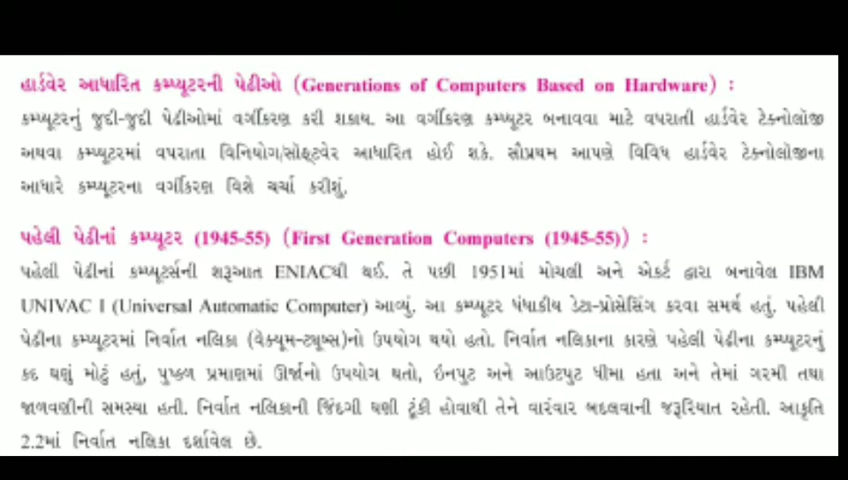 હાર્ડવેર આધારિત કમ્પ્યૂટરની પેઢીઓ (Generations of Computers Based on Hardware) :
કમ્પ્યૂટરનું જુદી-જુદી પેઢીઓમાં વર્ગીકરણ કરી શકાય. આ વર્ગીકરણ કમ્પ્યૂટર બનાવવા માટે વપરાતી હાર્ડવેર ટેક્નોલૉજી
અથવા કમ્પ્યૂટરમાં વપરાતા વિનિયોગ/સૉફ્ટવેર આધારિત હોઈ શકે. સૌપ્રથમ આપણે વિવિધ હાર્ડવેર ટેક્નોલૉજીના
આધારે કમ્પ્યૂટરના વર્ગીકરણ વિશે ચર્ચા કરીશું.
પહેલી પેઢીનાં કમ્પ્યૂટર (1945-55) (First Generation Computers (1945-55)) :
પહેલી પેઢીનાં કમ્પ્યૂટર્સની શરૂઆત ENIACથી થઈ. તે પછી 1951માં મોચલી અને એકર્ટ દ્વારા બનાવેલ IBM
UNIVAC I (Universal Automatic Computer) આવ્યું. આ કમ્પ્યૂટર ધંધાકીય ડેટા-પ્રોસેસિંગ કરવા સમર્થ હતું. પહેલી
પેઢીના કમ્પ્યૂટરમાં નિર્વાત નલિકા (વેક્યૂમ-ટ્યૂબ્સ)નો ઉપયોગ થયો હતો. નિર્વાત નલિકાના કારણે પહેલી પેઢીના કમ્પ્યૂટરનું
કદ ઘણું મોટું હતું, પુષ્કળ પ્રમાણમાં ઊર્જાનો ઉપયોગ થતો, ઇનપુટ અને આઉટપુટ ધીમા હતા અને તેમાં ગરમી તથા
જાળવણીની સમસ્યા હતી. નિર્વાત નલિકાની જિંદગી ઘણી ટૂંકી હોવાથી તેને વારંવાર બદલવાની જરૂરિયાત રહેતી. આકૃતિ
2.2માં નિર્વાત નલિકા દર્શાવેલ છે.